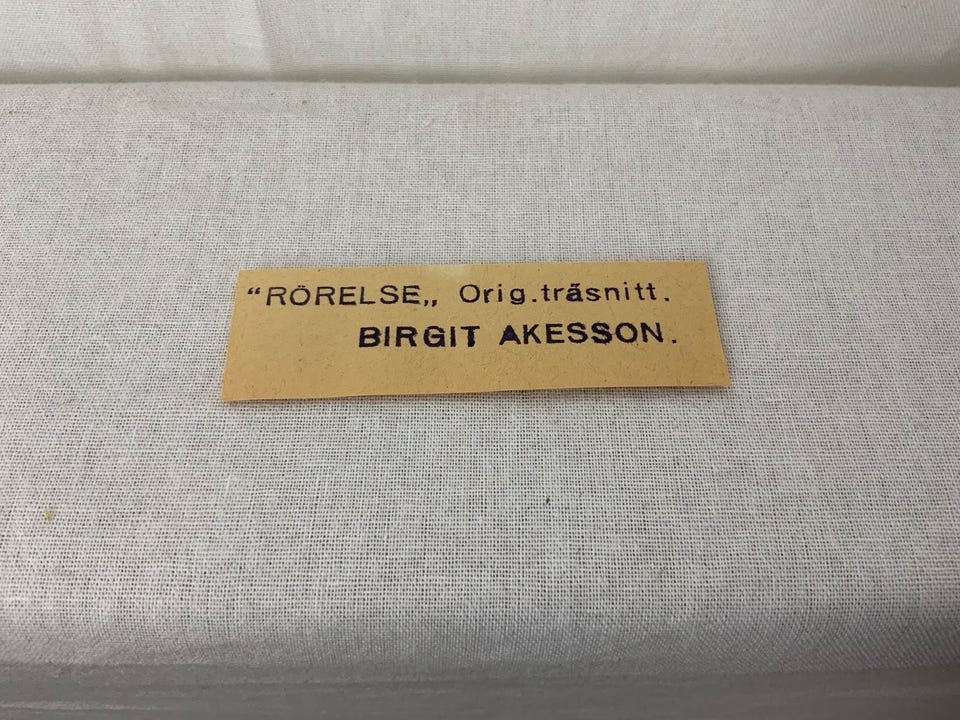 “RÖRELSE„ Orig.träsnitt.
BIRGIT AKESSON.